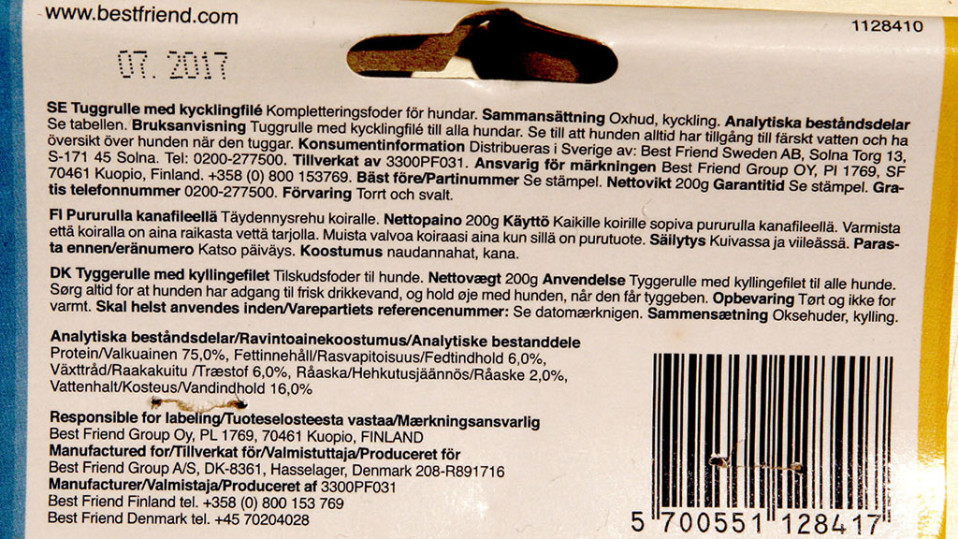 www.bestfriend.com
1128410
07. 2017
SE Tuggrulle med kycklingfilé Kompletteringsfoder för hundar. Sammansättning Oxhud, kyckling. Analytiska beståndsdelar
Se tabellen. Bruksanvisning Tuggrulle med kycklingfilé till alla hundar. Se till att hunden alltid har tillgång till färskt vatten och ha
översikt över hunden när den tuggar. Konsumentinformation Distribueras i Sverige av: Best Friend Sweden AB, Solna Torg 13,
S-171 45 Solna. Tel: 0200-277500. Tillverkat av 3300PF031. Ansvarig för märkningen Best Friend Group OY, Pl 1769, SF
70461 Kuopio, Finland. +358 (0) 800 153769. Bäst före/Partinummer Se stämpel. Nettovikt 200g Garantitid Se stämpel. Gra-
tis telefonnummer 0200-277500. Förvaring Torrt och svalt.
FI Pururulla kanafileellä Täydennysrehu koiralle. Nettopaino 200g Käyttö Kaikille koirille sopiva pururulla kanafileellä. Varmista
että koiralla on aina raikasta vettä tarjolla. Muista valvoa koiraasi aina kun sillä on purutuote. Säilytys Kuivassa ja viileässä. Paras-
ta ennen/eränumero Katso päiväys. Koostumus naudannahat, kana.
DK Tyggerulle med kyllingefilet Tilskudsfoder til hunde. Nettovægt 200g Anvendelse Tyggerulle med kyllingefilet til alle hunde.
Sørg altid for at hunden har adgang til frisk drikkevand, og hold øje med hunden, når den får tyggeben. Opbevaring Tørt og ikke for
varmt. Skal helst anvendes inden/Varepartiets referencenummer: Se datomærknigen. Sammensætning Oksehuder, kylling.
Analytiska beståndsdelar/Ravintoainekoostumus/Analytiske bestanddele
Protein/Valkuainen 75,0%, Fettinnehåll/Rasvapitoisuus/Fedtindhold 6,0%,
Växttråd/Raakakuitu /Træstof 6,0%, Råaska/Hehkutusjäännös/Råaske 2,0%,
Vattenhalt/Kosteus/Vandindhold 16,0%
Responsible for labeling/Tuoteselosteesta vastaa/Mærkningsansvarlig
Best Friend Group Oy, PL 1769, 70461 Kuopio, FINLAND
Manufactured for/Tillverkat för/Valmistuttaja/Produceret för
Best Friend Group A/S, DK-8361, Hasselager, Denmark 208-R891716
Manufacturer/Valmistaja/Produceret af 3300PF031
Best Friend Finland tel. +358 (0) 800 153 769
Best Friend Denmark tel. +45 70204028
5 700551 128417